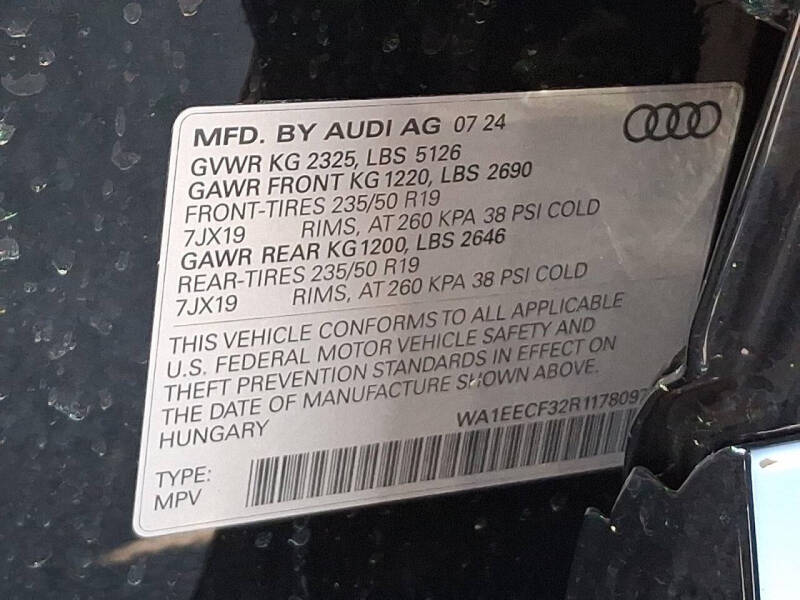 MFD. BY AUDI AG 07 24
GVWR KG 2325, LBS 5126
GAWR FRONT KG 1220, LBS 2690
FRONT-TIRES 235/50 R19
7JX19 RIMS, AT 260 KPA 38 PSI COLD
GAWR REAR KG 1200, LBS 2646
REAR-TIRES 235/50 R19
7JX19 RIMS, AT 260 KPA 38 PSI COLD
THIS VEHICLE CONFORMS TO ALL APPLICABLE
U.S. FEDERAL MOTOR VEHICLE SAFETY AND
THEFT PREVENTION STANDARDS IN EFFECT ON
THE DATE OF MANUFACTURE SHOWN ABOVE.
HUNGARY WA1EECF32R1178097
TYPE:
MPV